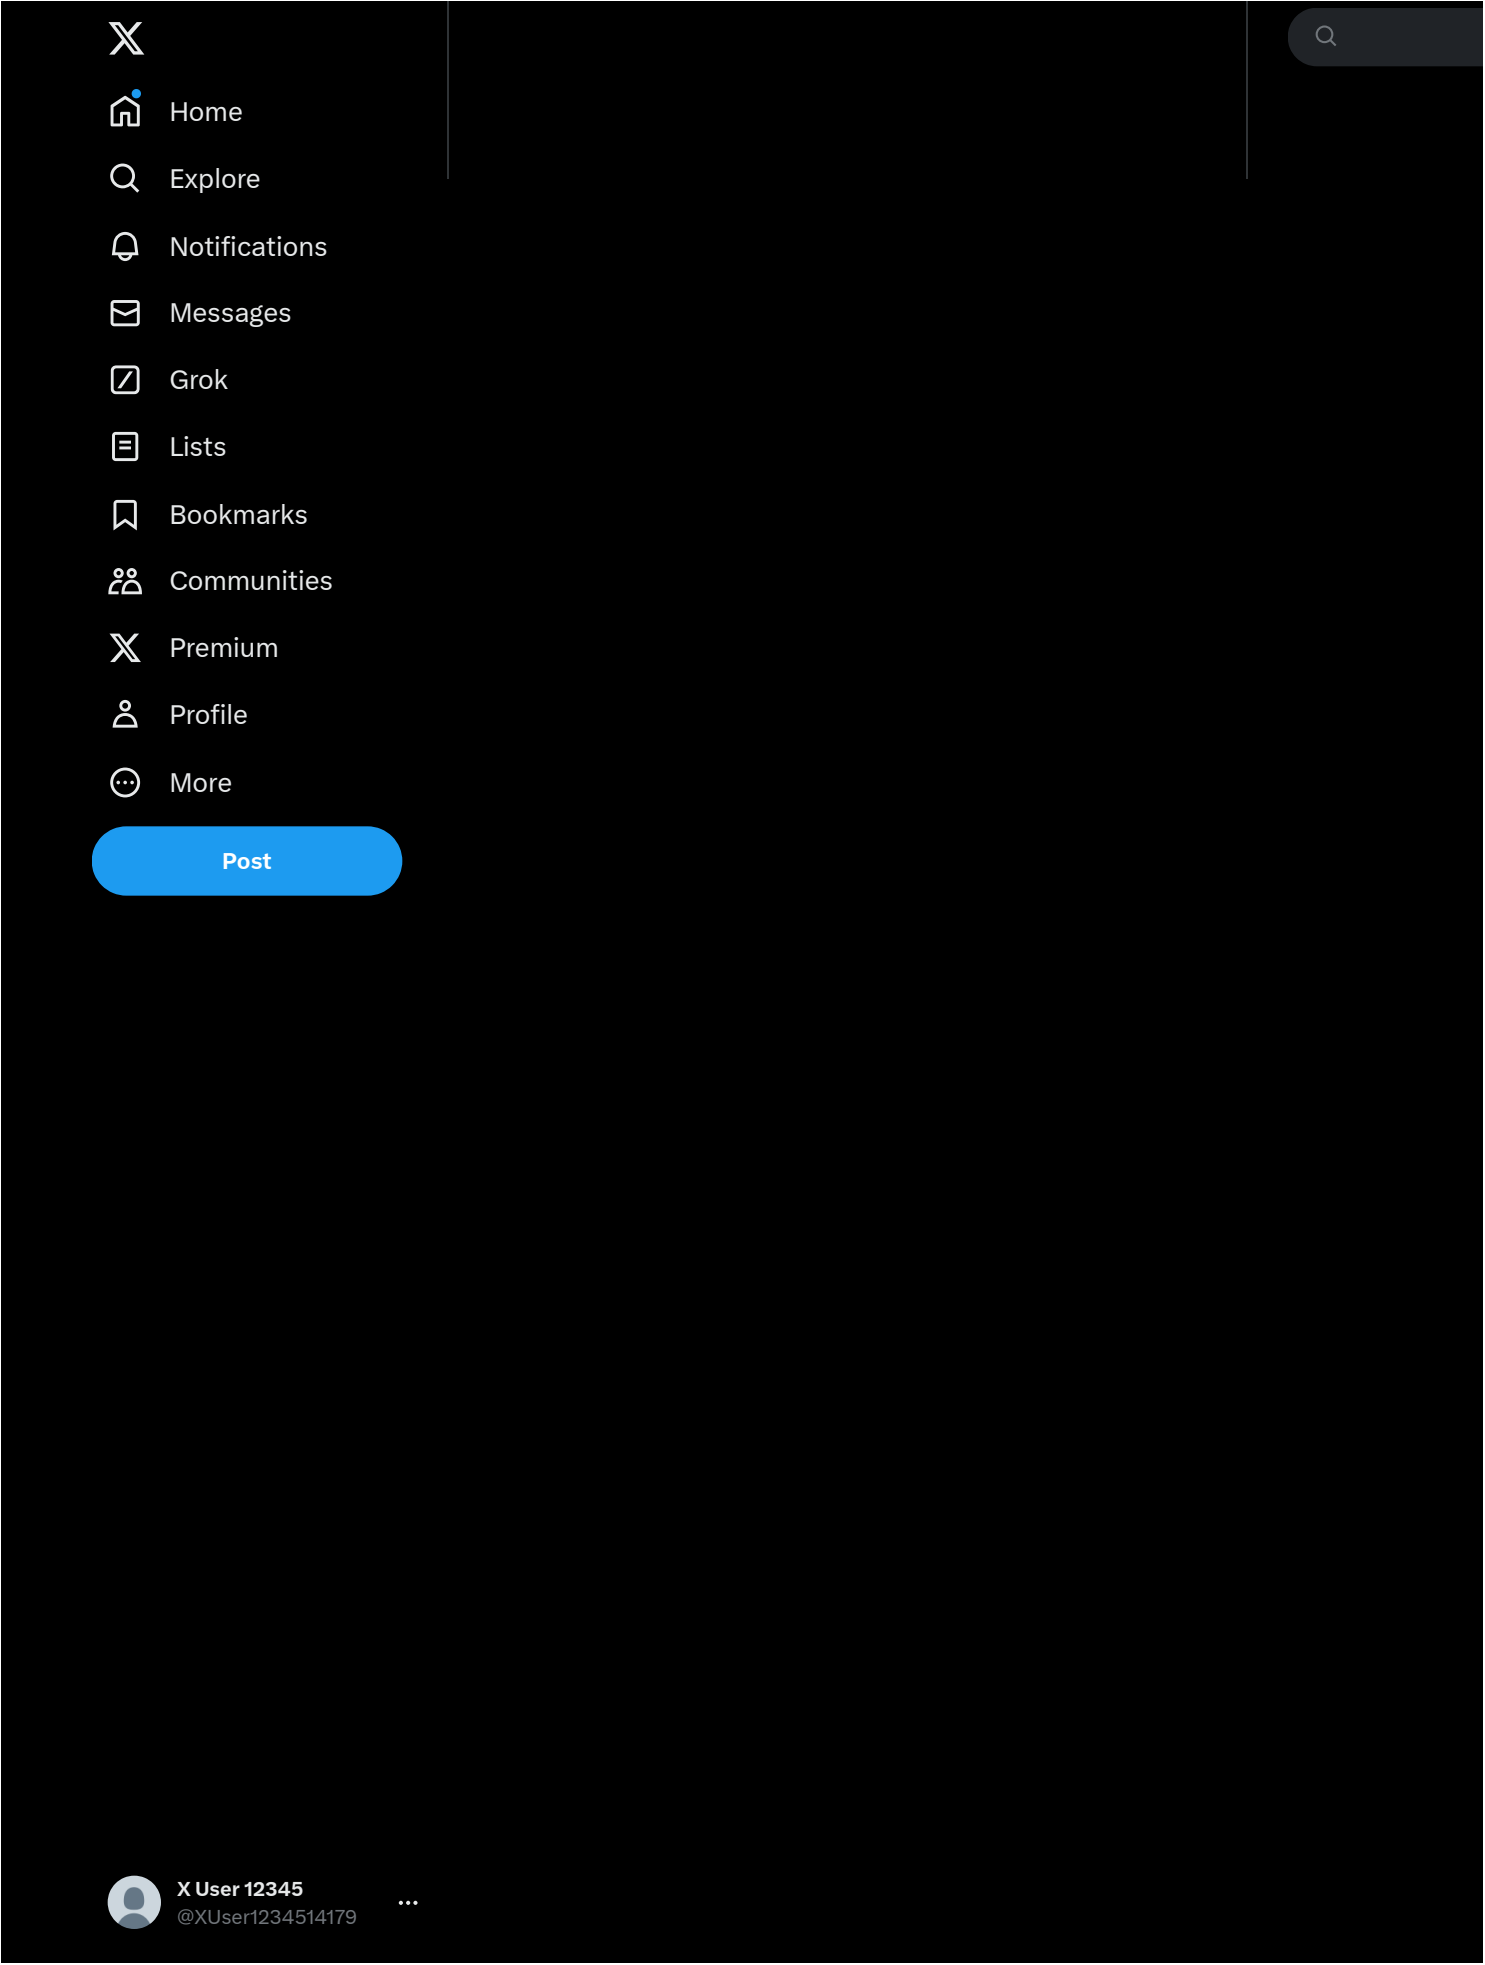 Home
Explore
Notifications
Messages
Grok
Lists
Bookmarks
Communities
Premium
Profile
More
Post
X User 12345
@XUser1234514179